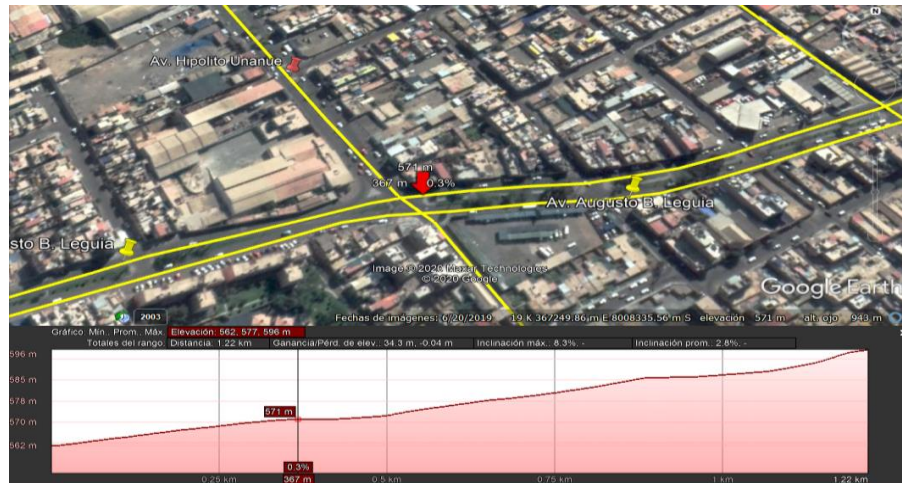 Av. Hipolito Unanue
571 m
367 m 0.3%
Av. Augusto B. Leguia
sto B. Leguia
Image © 2020 Maxar Technologies
© 2020 Google
Google Earth
2003
Fechas de imágenes: 6/20/2019 19 K 367249.86 m E 8008335.56 m S elevación 571 m alt. ojo 943 m
Gráfico: Mín., Prom., Máx. Elevación: 562, 577, 596 m
Totales del rango: Distancia: 1.22 km Ganancia/Pérd. de elev.: 34.3 m, -0.04 m Inclinación máx.: 8.3%, - Inclinación prom.: 2.8%, -
596 m
585 m
578 m
571 m
570 m
562 m
0.3%
0.25 km 367 m 0.5 km 0.75 km 1 km 1.22 km